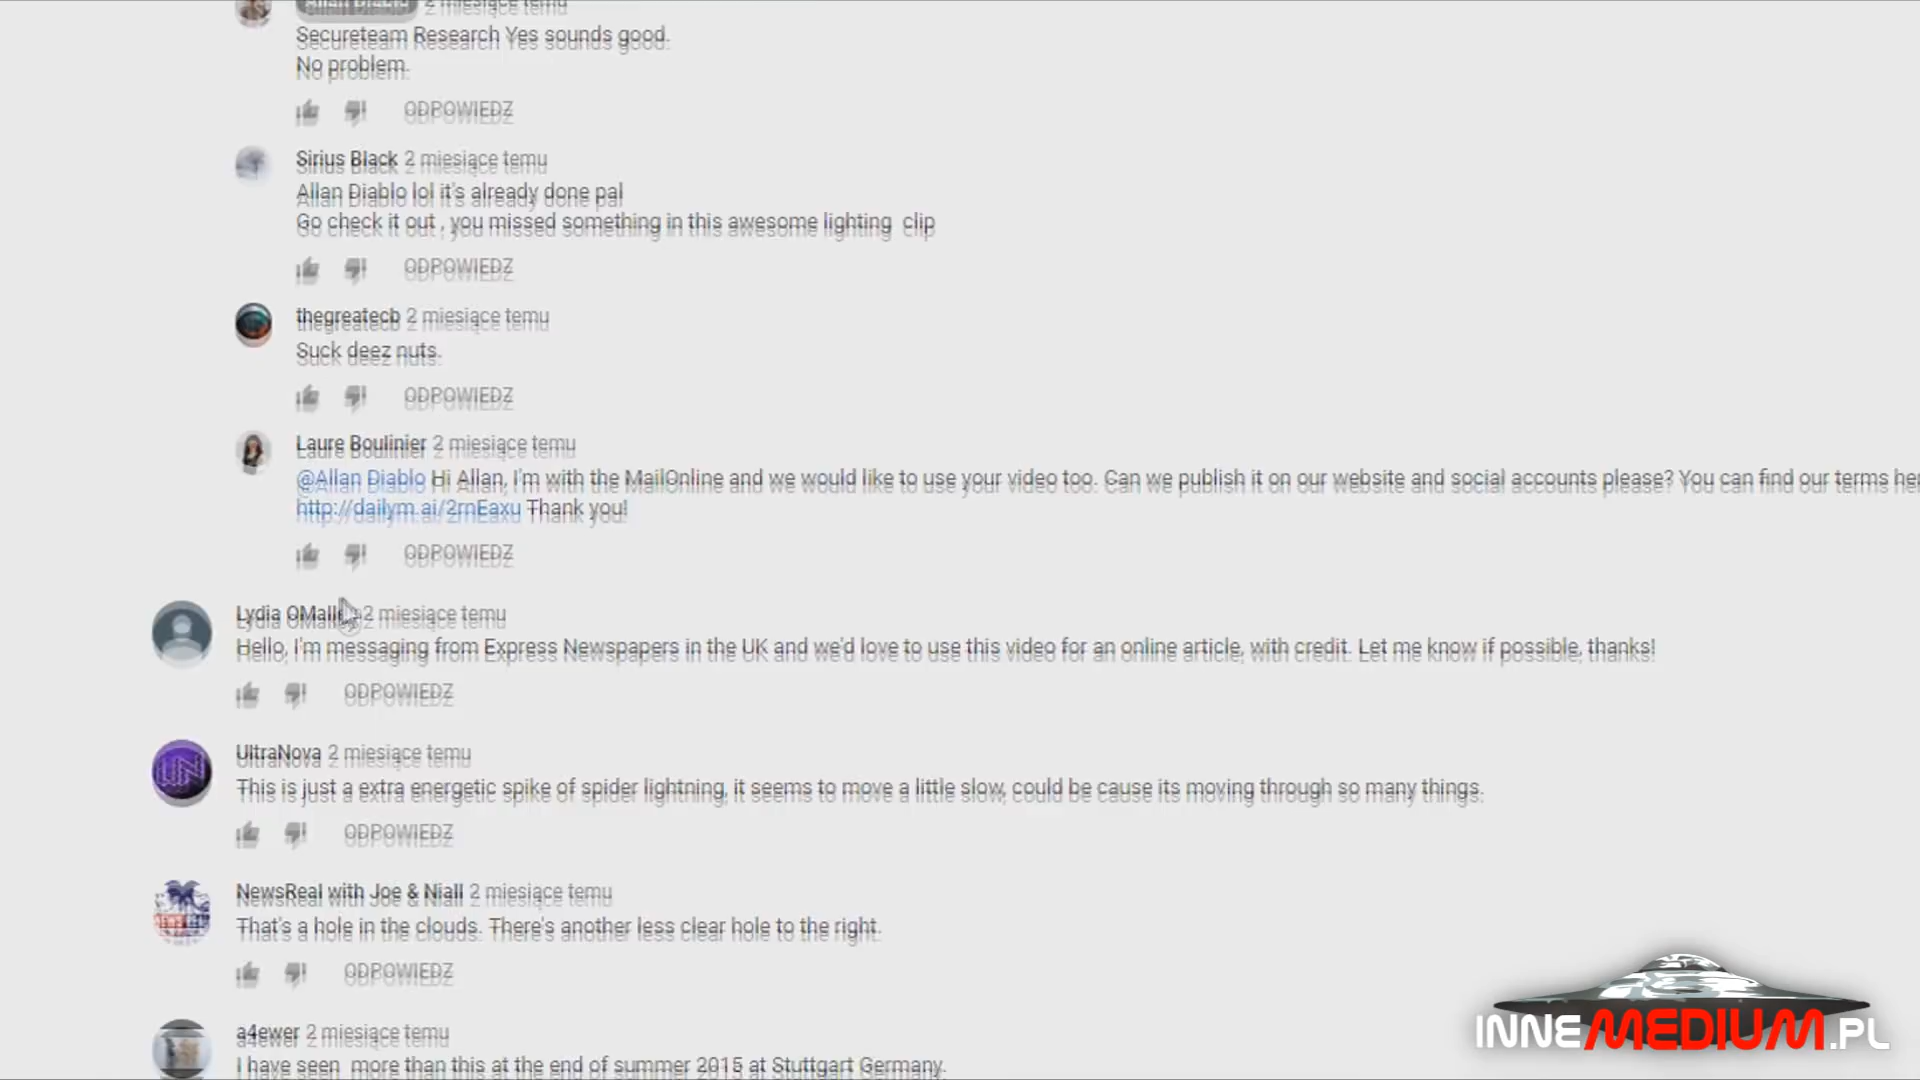 2 miesiące temu
Secureteam Research Yes sounds good.
No problem.
ODPOWIEDZ
Sirius Black 2 miesiące temu
Allan Diablo lol it's already done pal
Go check it out , you missed something in this awesome lighting clip
ODPOWIEDZ
thegreatecb 2 miesiące temu
Suck deez nuts.
ODPOWIEDZ
Laure Boulinier 2 miesiące temu
@Allan Diablo Hi Allan, I'm with the MailOnline and we would like to use your video too. Can we publish it on our website and social accounts please? You can find our terms
http://dailym.ai/2rnEaxu Thank you!
ODPOWIEDZ
Lydia 2 miesiące temu
Hello, I'm messaging from Express Newspapers in the UK and we'd love to use this video for an online article, with credit. Let me know if possible, thanks!
ODPOWIEDZ
UltraNova 2 miesiące temu
This is just a extra energetic spike of spider lightning, it seems to move a little slow, could be cause its moving through so many things.
ODPOWIEDZ
NewsReal with Joe & Niall 2 miesiące temu
That's a hole in the clouds. There's another less clear hole to the right.
ODPOWIEDZ
a4ewer 2 miesiące temu
I have seen more than this at the end of summer 2015 at Stuttgart Germany.
INNEMEDIUM.PL